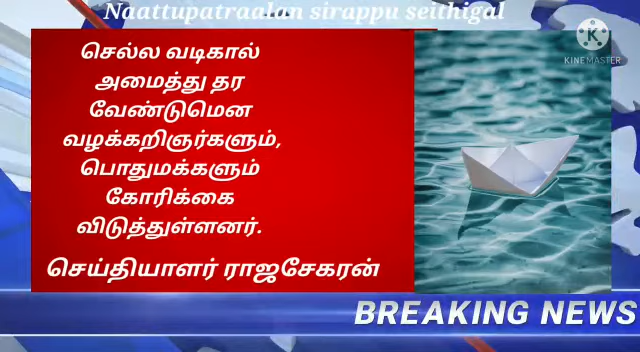 Naattupatraalan sirappu seithigal
செல்ல வடிகால்
அமைத்து தர
வேண்டுமென
வழக்கறிஞர்களும்,
பொதுமக்களும்
கோரிக்கை
விடுத்துள்ளனர்.
செய்தியாளர் ராஜசேகரன்
K
KINEMASTER
BREAKING NEWS